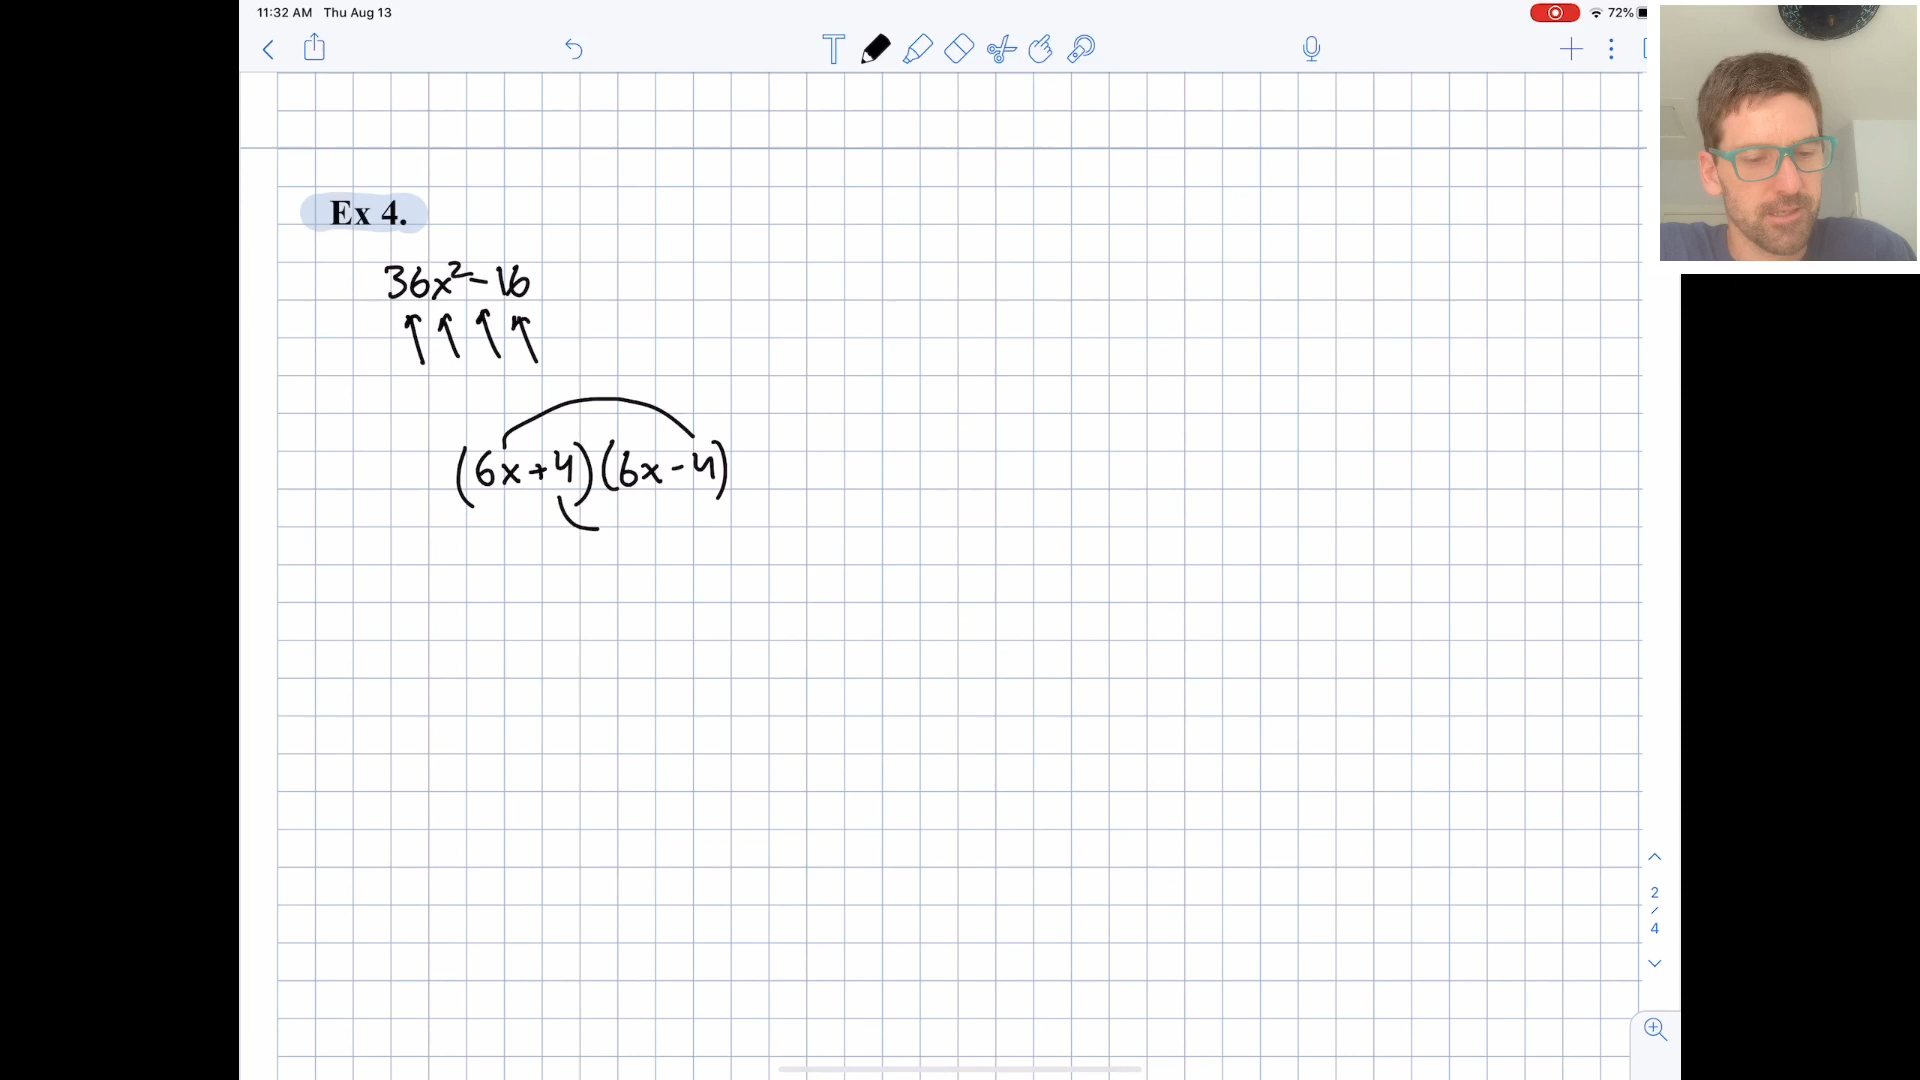 11:32 AM Thu Aug 13
72%
Ex 4.
36x² - 16
(6x + 4)(6x - 4)
2
/
4